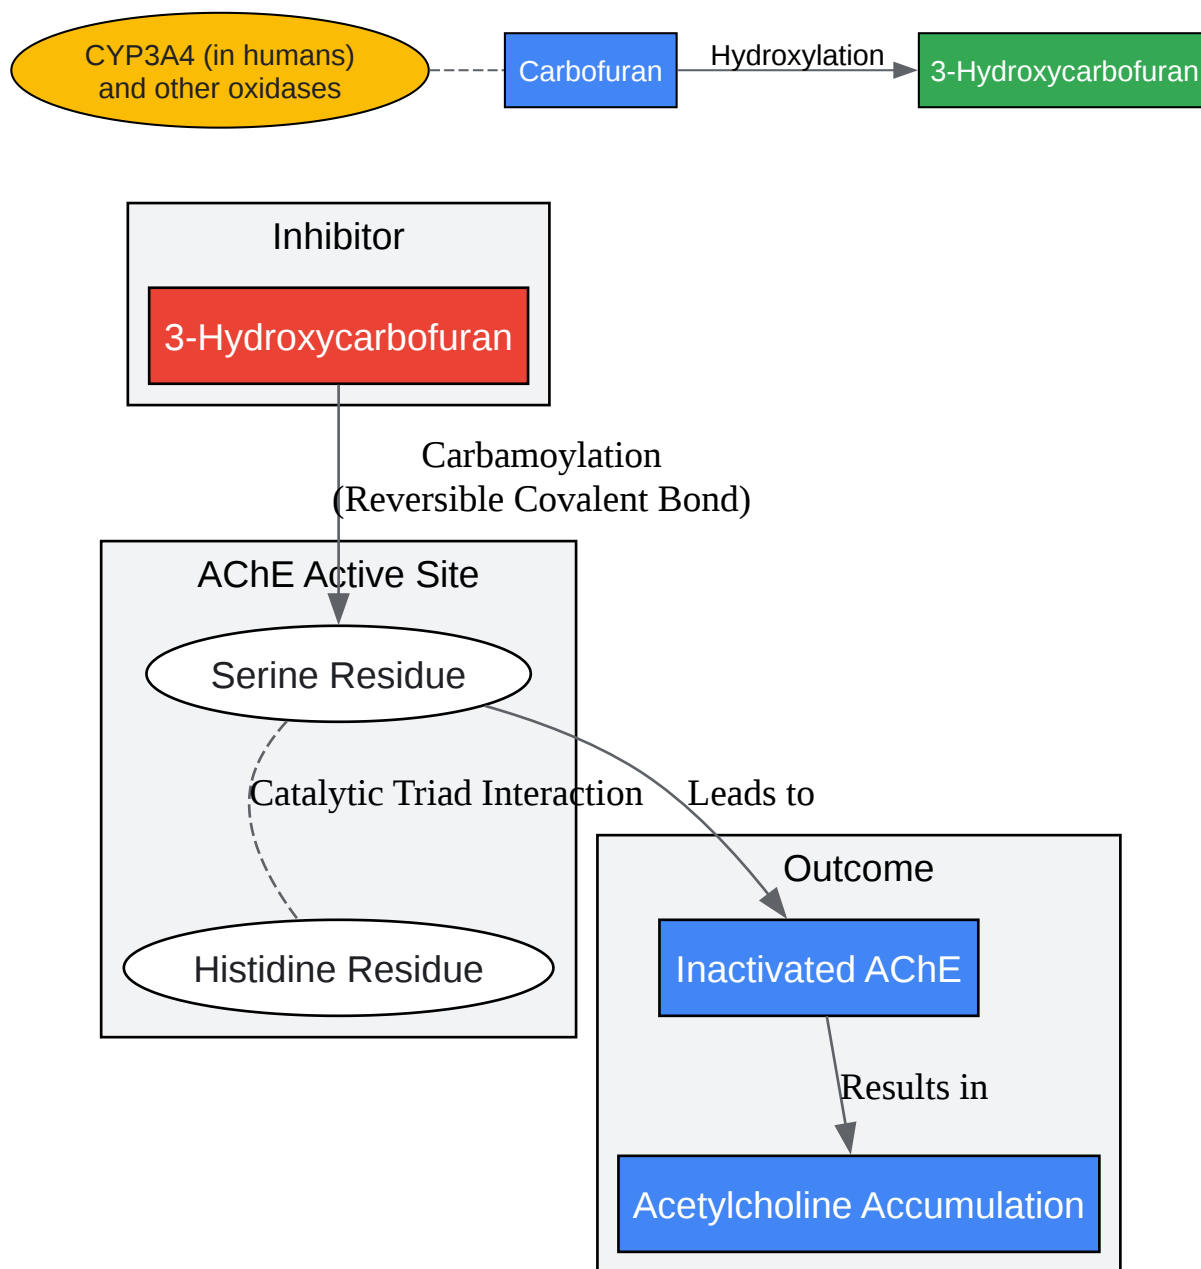 CYP3A4 (in humans)
and other oxidases
Carbofuran
Hydroxylation
3-Hydroxycarbofuran
Inhibitor
3-Hydroxycarbofuran
Carbamoylation
(Reversible Covalent Bond)
AChE Active Site
Serine Residue
Catalytic Triad Interaction
Leads to
Histidine Residue
Outcome
Inactivated AChE
Results in
Acetylcholine Accumulation